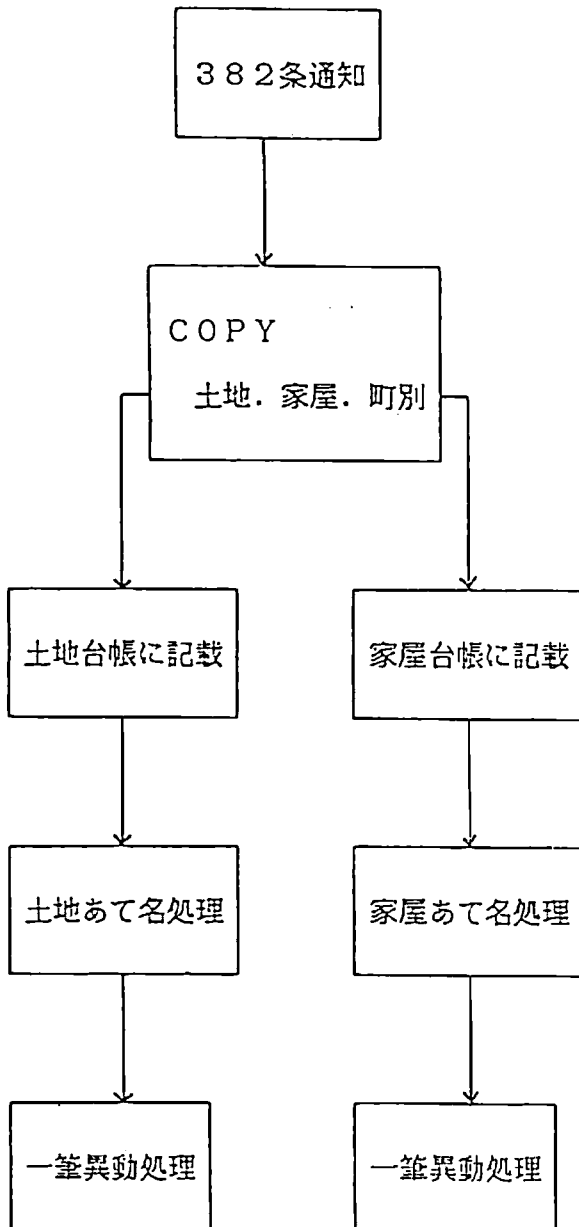 ３８２条通知
ＣＯＰＹ
土地．家屋．町別
土地台帳に記載
家屋台帳に記載
土地あて名処理
家屋あて名処理
一筆異動処理
一筆異動処理